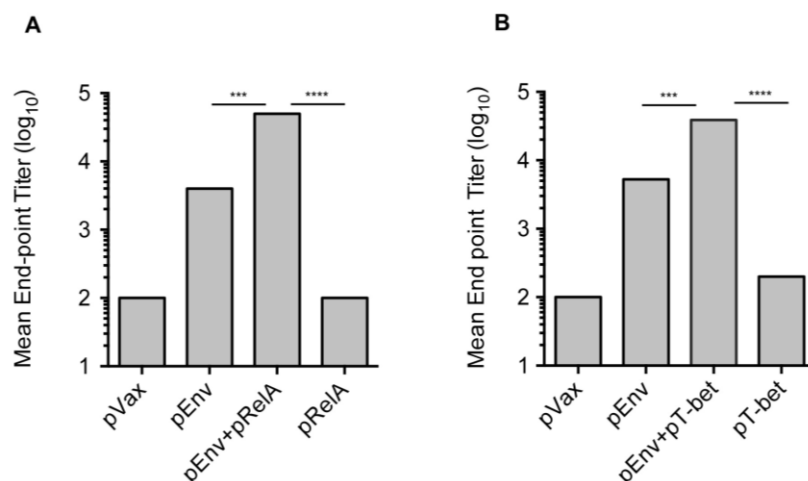 A
Mean End-point Titer (log10)
5
4
3
2
1
***
****
pVax
pEnv
pEnv+pRelA
pRelA
B
Mean End point Titer (log10)
5
4
3
2
1
***
****
pVax
pEnv
pEnv+pT-bet
pT-bet